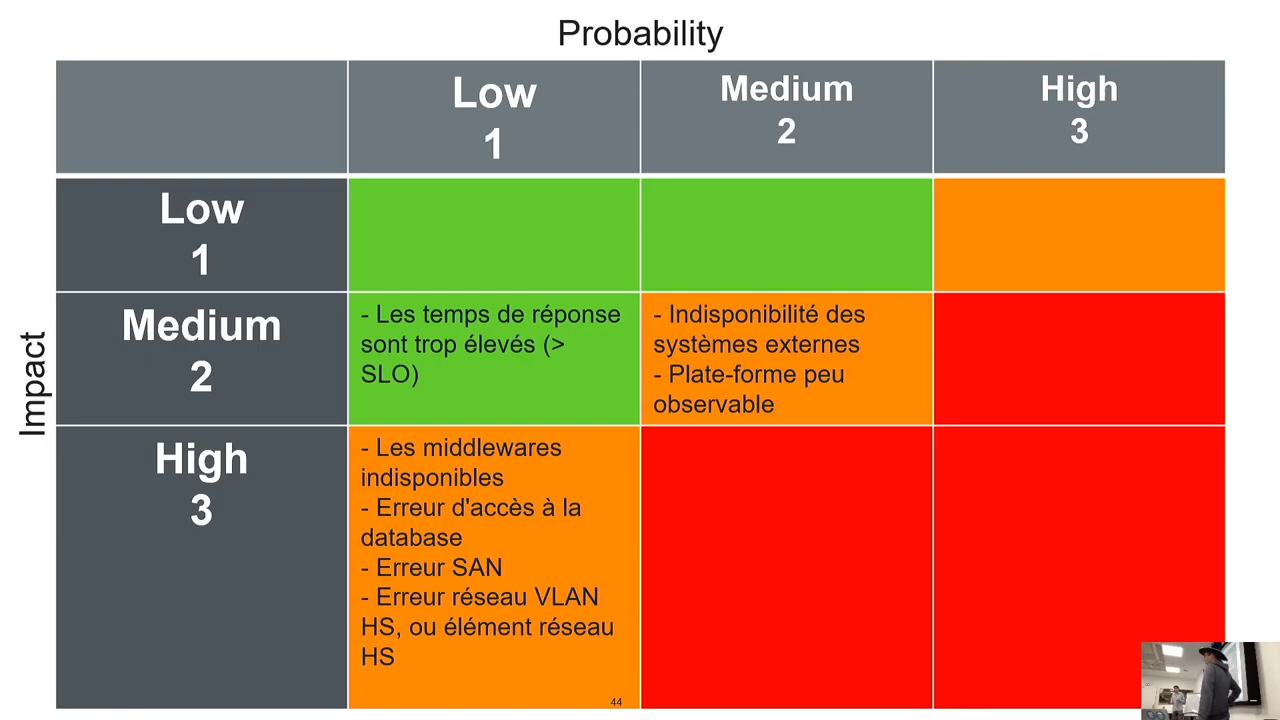 Probability
Low
1
Medium
2
High
3
Impact
Low
1
Medium
2
- Les temps de réponse
sont trop élevés (>
SLO)
- Indisponibilité des
systèmes externes
- Plate-forme peu
observable
High
3
- Les middlewares
indisponibles
- Erreur d'accès à la
database
- Erreur SAN
- Erreur réseau VLAN
HS, ou élément réseau
HS
44